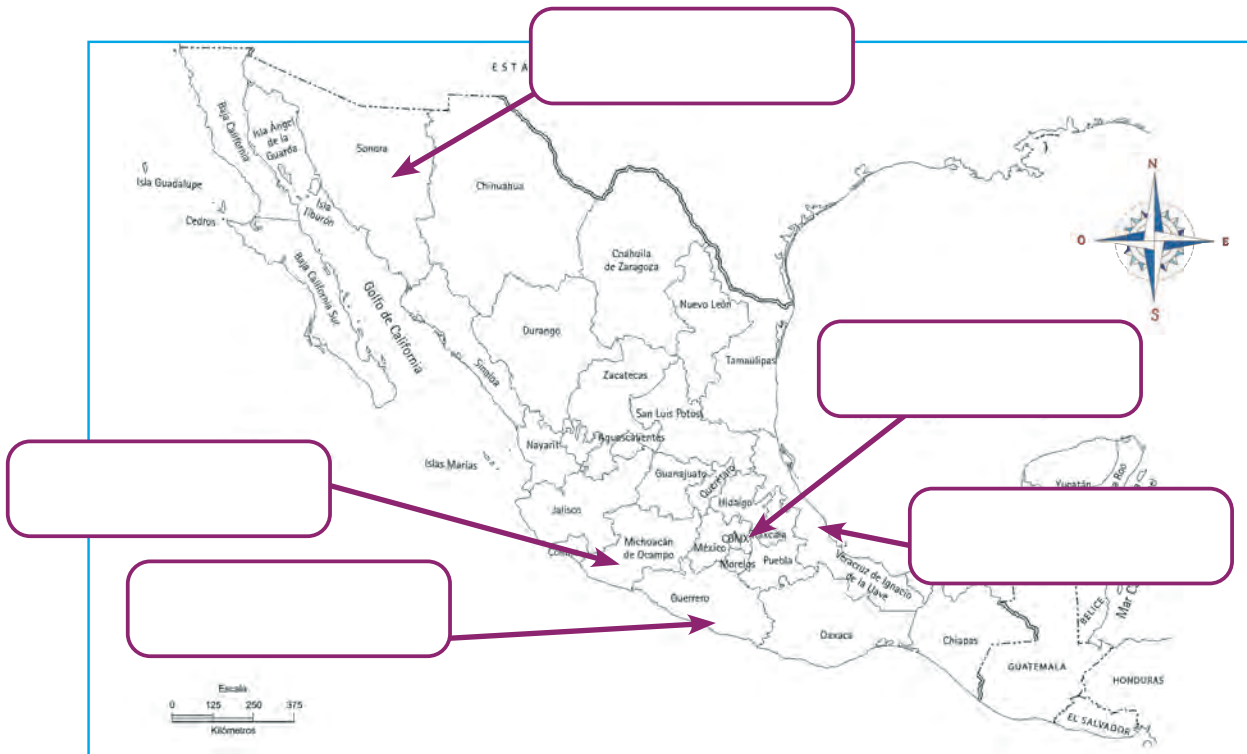 ESTA
N
O
E
S
Baja California
Isla Ángel
de la
Guarda
Sonora
Chihuahua
Isla Guadalupe
Cedros
Isla
Tiburón
Baja California Sur
Golfo de California
Coahuila
de Zaragoza
Nuevo León
Durango
Sinaloa
Zacatecas
Tamaulipas
San Luis Potosí
Nayarit
Aguascalientes
Islas Marías
Guanajuato
Querétaro
Hidalgo
Yucatán
Roo
Jalisco
Michoacán
de Ocampo
México
CDMX
Morelos
Puebla
Veracruz de Ignacio
de la Llave
Guerrero
Oaxaca
Chiapas
BELICE
Mar C
GUATEMALA
HONDURAS
EL SALVADOR
Escala
0 125 250 375
Kilómetros